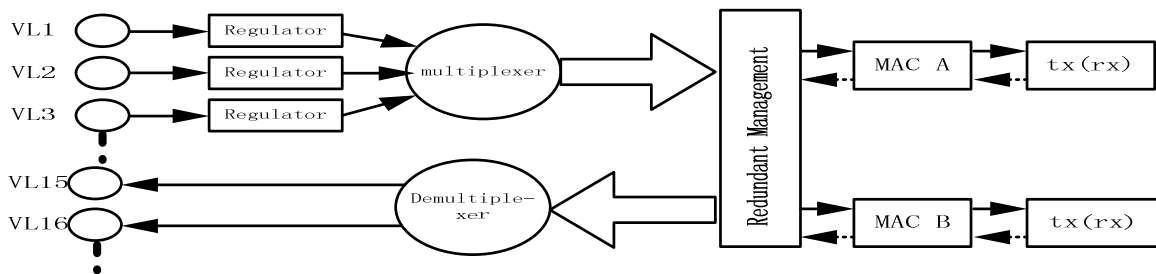 VL1
Regulator
VL2
Regulator
VL3
Regulator
multiplexer
Redundant Management
MAC A
tx(rx)
VL15
VL16
Demultiple-
xer
MAC B
tx(rx)